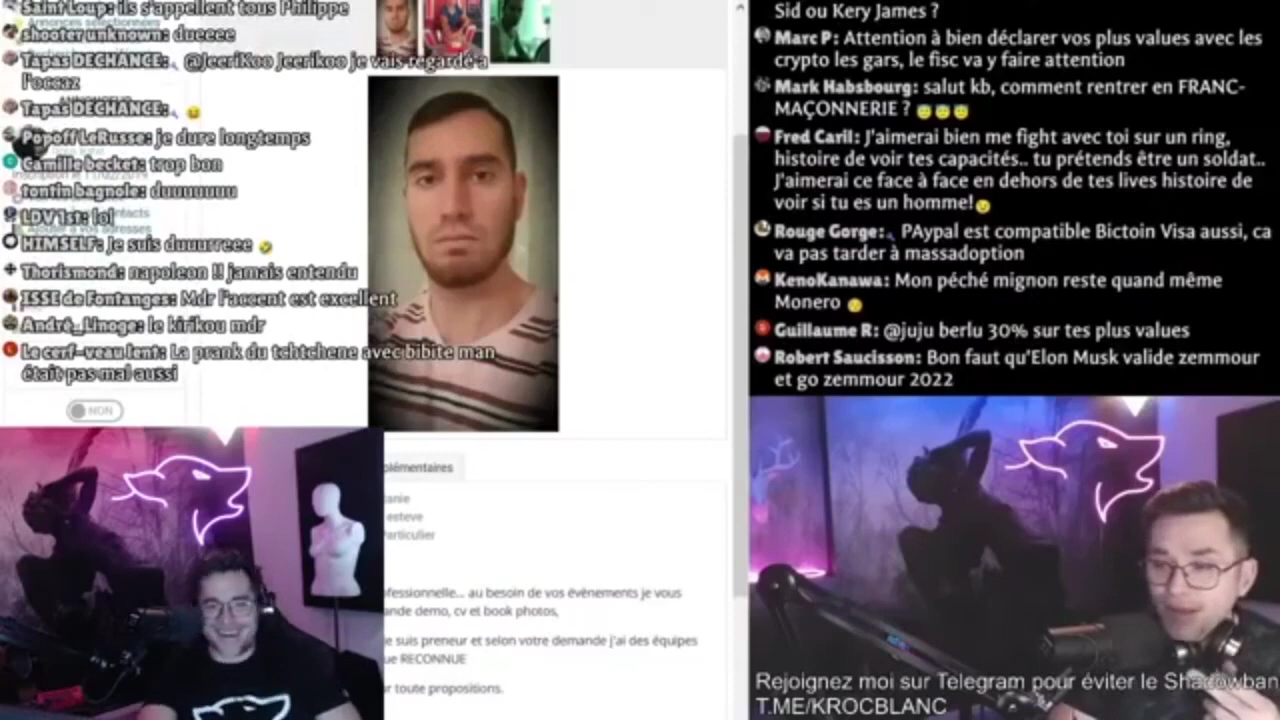 Saint Loup: ils s'appellent tous Philippe
Annonces sélectionnées
shooter unknown: dueeee
Tapas DECHANCE: @JeeriKoo Jeerikoo je vais regardé a
l'occaz
Tapas DECHANCE:
Popoff LeRusse: je dure longtemps
Camille becket: trop bon
tontin bagnole: duuuuuuu
LDV 1st: lol
HIMSELF: Je suis duuurreee
Thorismond: napoleon !! jamais entendu
ISSE de Fontanges: Mdr l'accent est excellent
André_Linoge: le kirikou mdr
Le cerf-veau lent: La prank du tchtchene avec bibite man
était pas mal aussi
NON
plémentaires
tanie
esteve
Particulier
ofessionnelle... au besoin de vos évènements je vous
ande demo, cv et book photos,
e suis preneur et selon votre demande j'ai des équipes
ue RECONNUE
r toute propositions.
Sid ou Kery James ?
Marc P: Attention à bien déclarer vos plus values avec les
crypto les gars, le fisc va y faire attention
Mark Habsbourg: salut kb, comment rentrer en FRANC-
MAÇONNERIE ?
Fred Caril: J'aimerai bien me fight avec toi sur un ring,
histoire de voir tes capacités.. tu prétends être un soldat..
J'aimerai ce face à face en dehors de tes lives histoire de
voir si tu es un homme!
Rouge Gorge: PAypal est compatible Bictoin Visa aussi, ca
va pas tarder à massadoption
KenoKanawa: Mon péché mignon reste quand même
Monero
Guillaume R: @juju berlu 30% sur tes plus values
Robert Saucisson: Bon faut qu'Elon Musk valide zemmour
et go zemmour 2022
Rejoignez moi sur Telegram pour éviter le Shadowban
T.ME/KROCBLANC